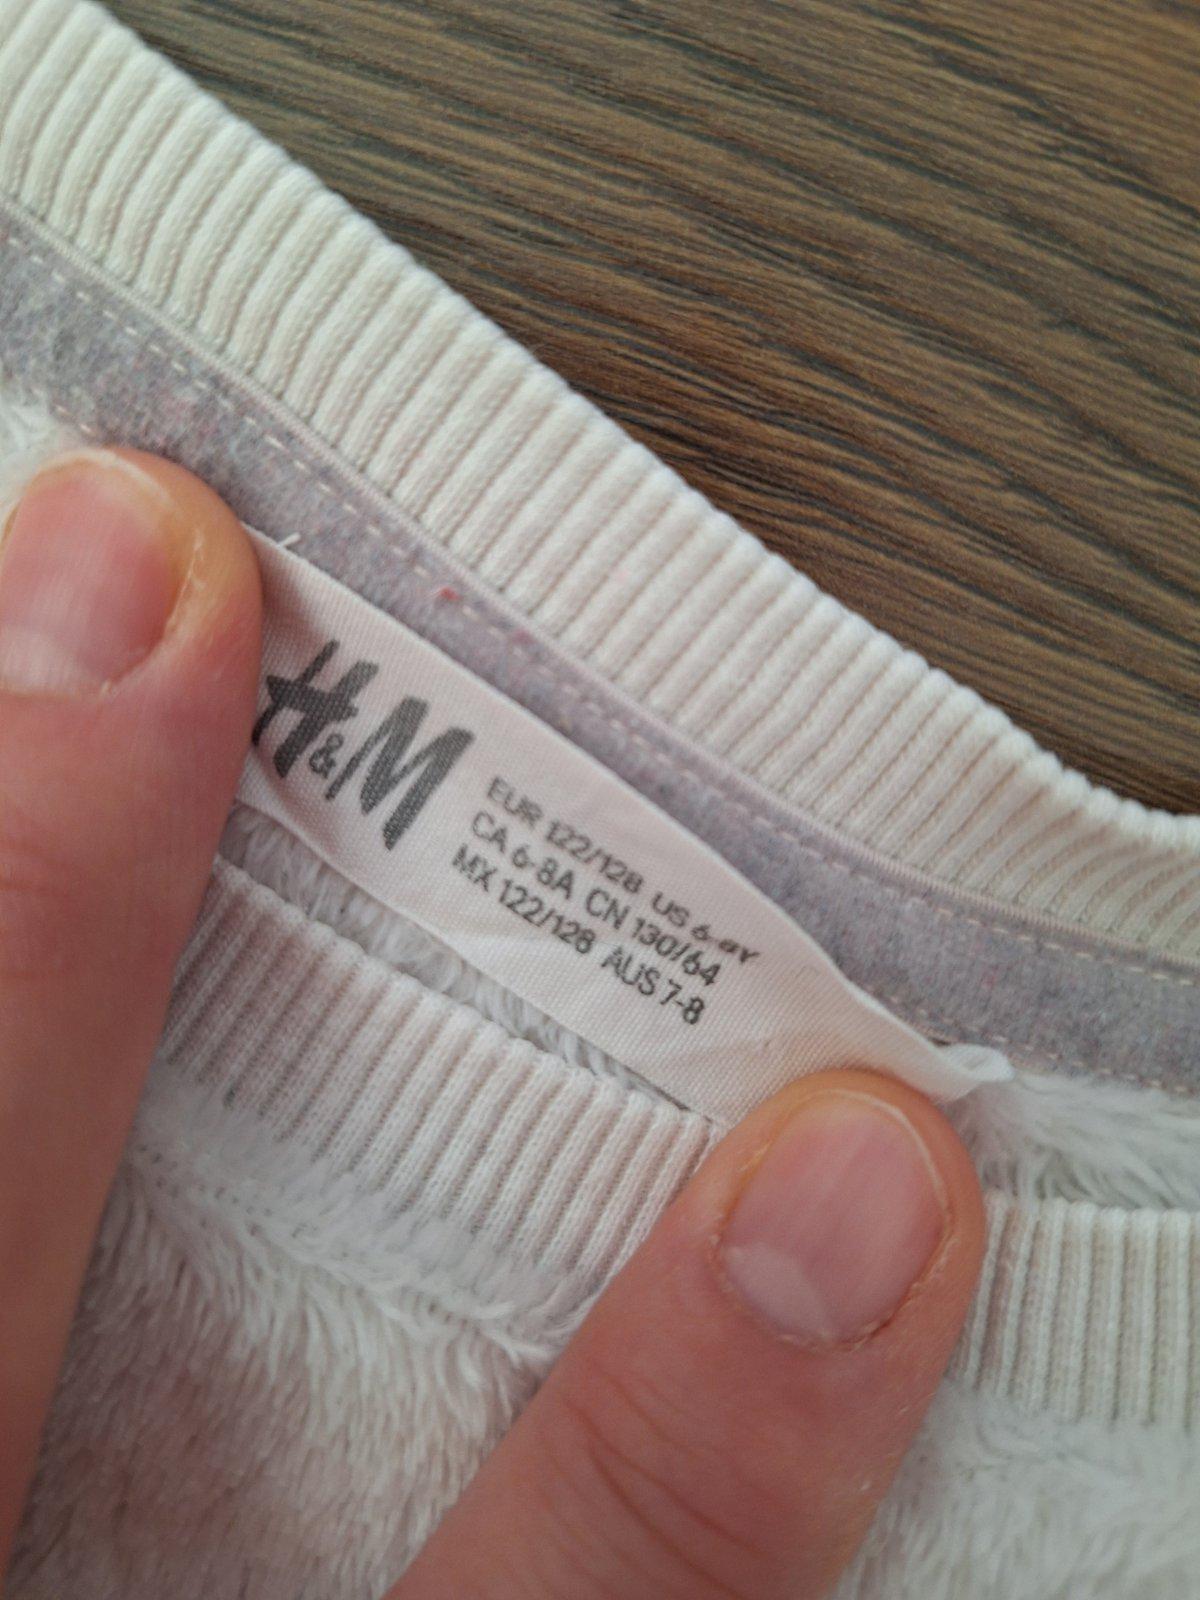 H&M
EUR 122/128 US 6-8Y
CA 6-8A CN 130/64
MX 122/128 AUS 7-8